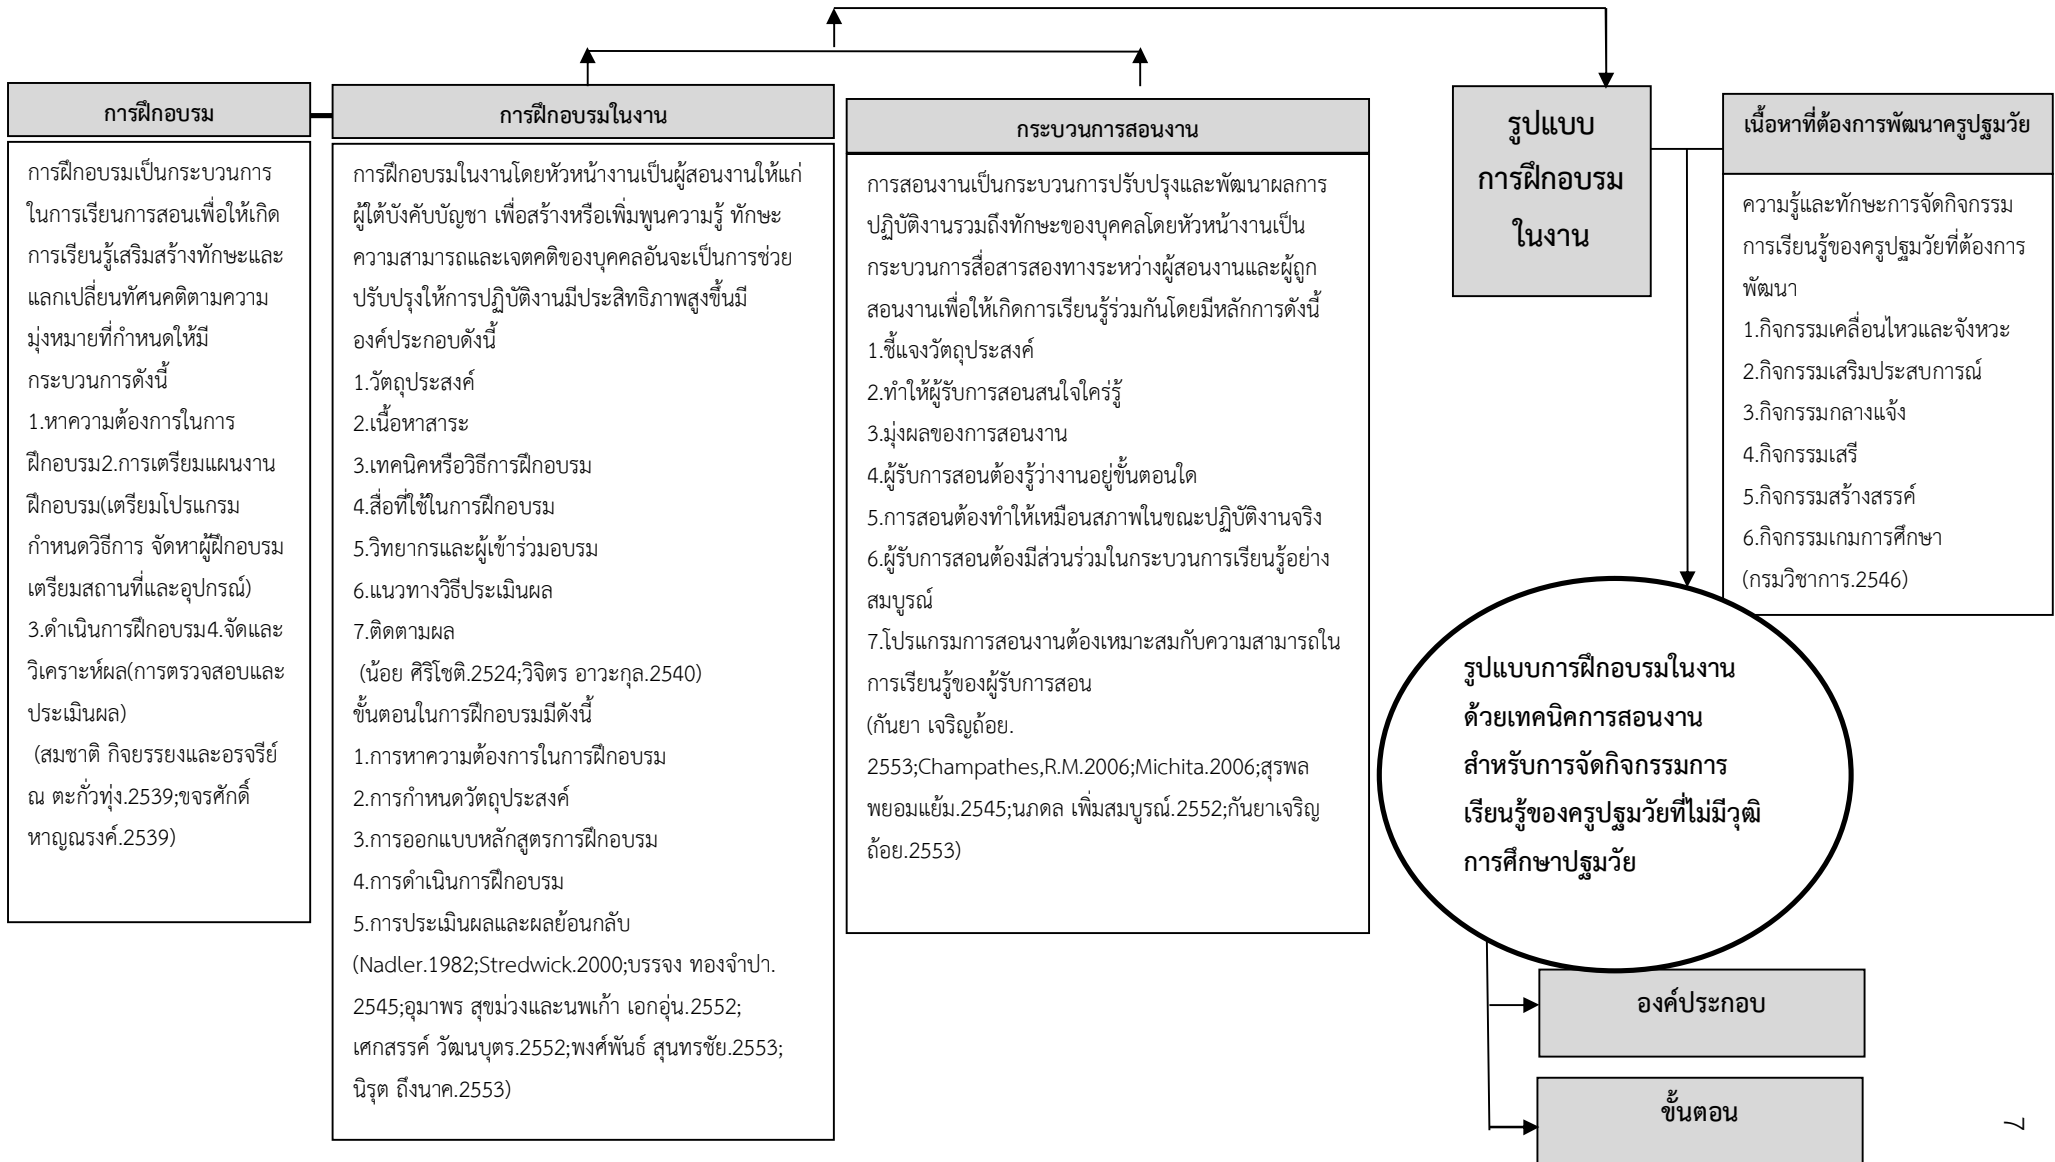 การฝึกอบรม
การฝึกอบรมเป็นกระบวนการ
ในการเรียนการสอนเพื่อให้เกิด
การเรียนรู้เสริมสร้างทักษะและ
แลกเปลี่ยนทัศนคติตามความ
มุ่งหมายที่กำหนดให้มี
กระบวนการดังนี้
1.หาความต้องการในการ
ฝึกอบรม2.การเตรียมแผนงาน
ฝึกอบรม(เตรียมโปรแกรม
กำหนดวิธีการ จัดหาผู้ฝึกอบรม
เตรียมสถานที่และอุปกรณ์)
3.ดำเนินการฝึกอบรม4.จัดและ
วิเคราะห์ผล(การตรวจสอบและ
ประเมินผล)
(สมชาติ กิจยรรยงและอรจรีย์
ณ ตะกั่วทุ่ง.2539;ขจรศักดิ์
หาญณรงค์.2539)
การฝึกอบรมในงาน
การฝึกอบรมในงานโดยหัวหน้างานเป็นผู้สอนงานให้แก่
ผู้ใต้บังคับบัญชา เพื่อสร้างหรือเพิ่มพูนความรู้ ทักษะ
ความสามารถและเจตคติของบุคคลอันจะเป็นการช่วย
ปรับปรุงให้การปฏิบัติงานมีประสิทธิภาพสูงขึ้นมี
องค์ประกอบดังนี้
1.วัตถุประสงค์
2.เนื้อหาสาระ
3.เทคนิคหรือวิธีการฝึกอบรม
4.สื่อที่ใช้ในการฝึกอบรม
5.วิทยากรและผู้เข้าร่วมอบรม
6.แนวทางวิธีประเมินผล
7.ติดตามผล
(น้อย ศิริโชติ.2524;วิจิตร อาวะกุล.2540)
ขั้นตอนในการฝึกอบรมมีดังนี้
1.การหาความต้องการในการฝึกอบรม
2.การกำหนดวัตถุประสงค์
3.การออกแบบหลักสูตรการฝึกอบรม
4.การดำเนินการฝึกอบรม
5.การประเมินผลและผลย้อนกลับ
(Nadler.1982;Stredwick.2000;บรรจง ทองจำปา.
2545;อุมาพร สุขม่วงและนพเก้า เอกอุ่น.2552;
เศกสรรค์ วัฒนบุตร.2552;พงศ์พันธ์ สุนทรชัย.2553;
นิรุต ถึงนาค.2553)
กระบวนการสอนงาน
การสอนงานเป็นกระบวนการปรับปรุงและพัฒนาผลการ
ปฏิบัติงานรวมถึงทักษะของบุคคลโดยหัวหน้างานเป็น
กระบวนการสื่อสารสองทางระหว่างผู้สอนงานและผู้ถูก
สอนงานเพื่อให้เกิดการเรียนรู้ร่วมกันโดยมีหลักการดังนี้
1.ชี้แจงวัตถุประสงค์
2.ทำให้ผู้รับการสอนสนใจใคร่รู้
3.มุ่งผลของการสอนงาน
4.ผู้รับการสอนต้องรู้ว่างานอยู่ขั้นตอนใด
5.การสอนต้องทำให้เหมือนสภาพในขณะปฏิบัติงานจริง
6.ผู้รับการสอนต้องมีส่วนร่วมในกระบวนการเรียนรู้อย่าง
สมบูรณ์
7.โปรแกรมการสอนงานต้องเหมาะสมกับความสามารถใน
การเรียนรู้ของผู้รับการสอน
(กันยา เจริญถ้อย.
2553;Champathes,R.M.2006;Michita.2006;สุรพล
พยอมแย้ม.2545;นภดล เพิ่มสมบูรณ์.2552;กันยาเจริญ
ถ้อย.2553)
รูปแบบ
การฝึกอบรม
ในงาน
เนื้อหาที่ต้องการพัฒนาครูปฐมวัย
ความรู้และทักษะการจัดกิจกรรม
การเรียนรู้ของครูปฐมวัยที่ต้องการ
พัฒนา
1.กิจกรรมเคลื่อนไหวและจังหวะ
2.กิจกรรมเสริมประสบการณ์
3.กิจกรรมกลางแจ้ง
4.กิจกรรมเสรี
5.กิจกรรมสร้างสรรค์
6.กิจกรรมเกมการศึกษา
(กรมวิชาการ.2546)
รูปแบบการฝึกอบรมในงาน
ด้วยเทคนิคการสอนงาน
สำหรับการจัดกิจกรรมการ
เรียนรู้ของครูปฐมวัยที่ไม่มีวุฒิ
การศึกษาปฐมวัย
องค์ประกอบ
ขั้นตอน
7